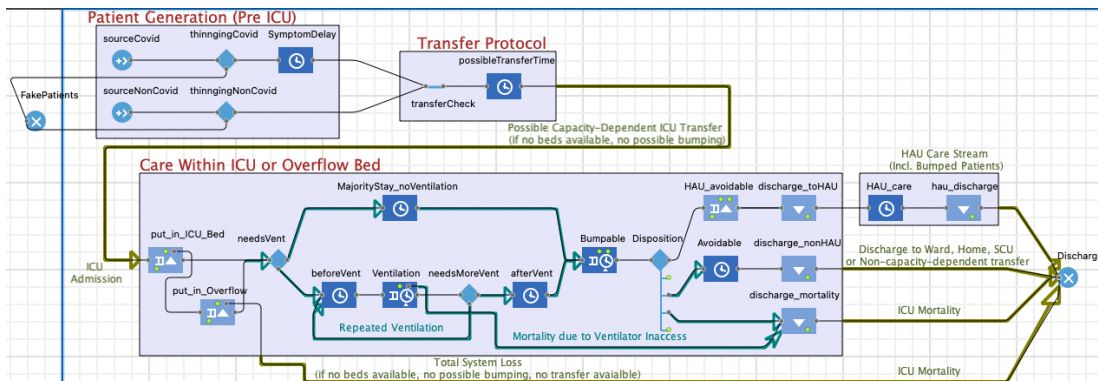 Patient Generation (Pre ICU)
sourceCovid
thinngingCovid
SymptomDelay
Transfer Protocol
possibleTransferTime
FakePatients
sourceNonCovid
thinngingNonCovid
transferCheck
Possible Capacity-Dependent ICU Transfer
(if no beds available, no possible bumping)
HAU Care Stream
(Incl. Bumped Patients)
Care Within ICU or Overflow Bed
MajorityStay_noVentilation
HAU_avoidable
discharge_toHAU
HAU_care
hau_discharge
put_in_ICU_Bed
needsVent
Bumpable
Disposition
Avoidable
discharge_nonHAU
Discharge to Ward, Home, SCU
or Non-capacity-dependent transfer
Discharg
ICU
Admission
beforeVent
Ventilation
needsMoreVent
afterVent
put_in_Overflow
discharge_mortality
Repeated Ventilation
Mortality due to Ventilator Inaccess
ICU Mortality
Total System Loss
(if no beds available, no possible bumping, no transfer avaialble)
ICU Mortality